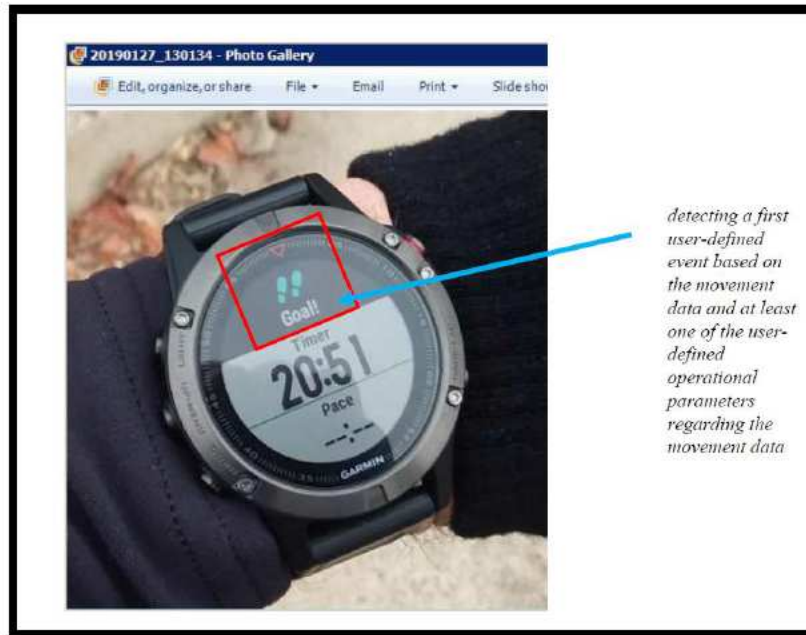 20190127_130134 - Photo Gallery
Edit, organize, or share File Email Print Slide sho
Goal!
Timer
20:51
Pace
--:--
GARMIN
detecting a first
user-defined
event based on
the movement
data and at least
one of the user-
defined
operational
parameters
regarding the
movement data